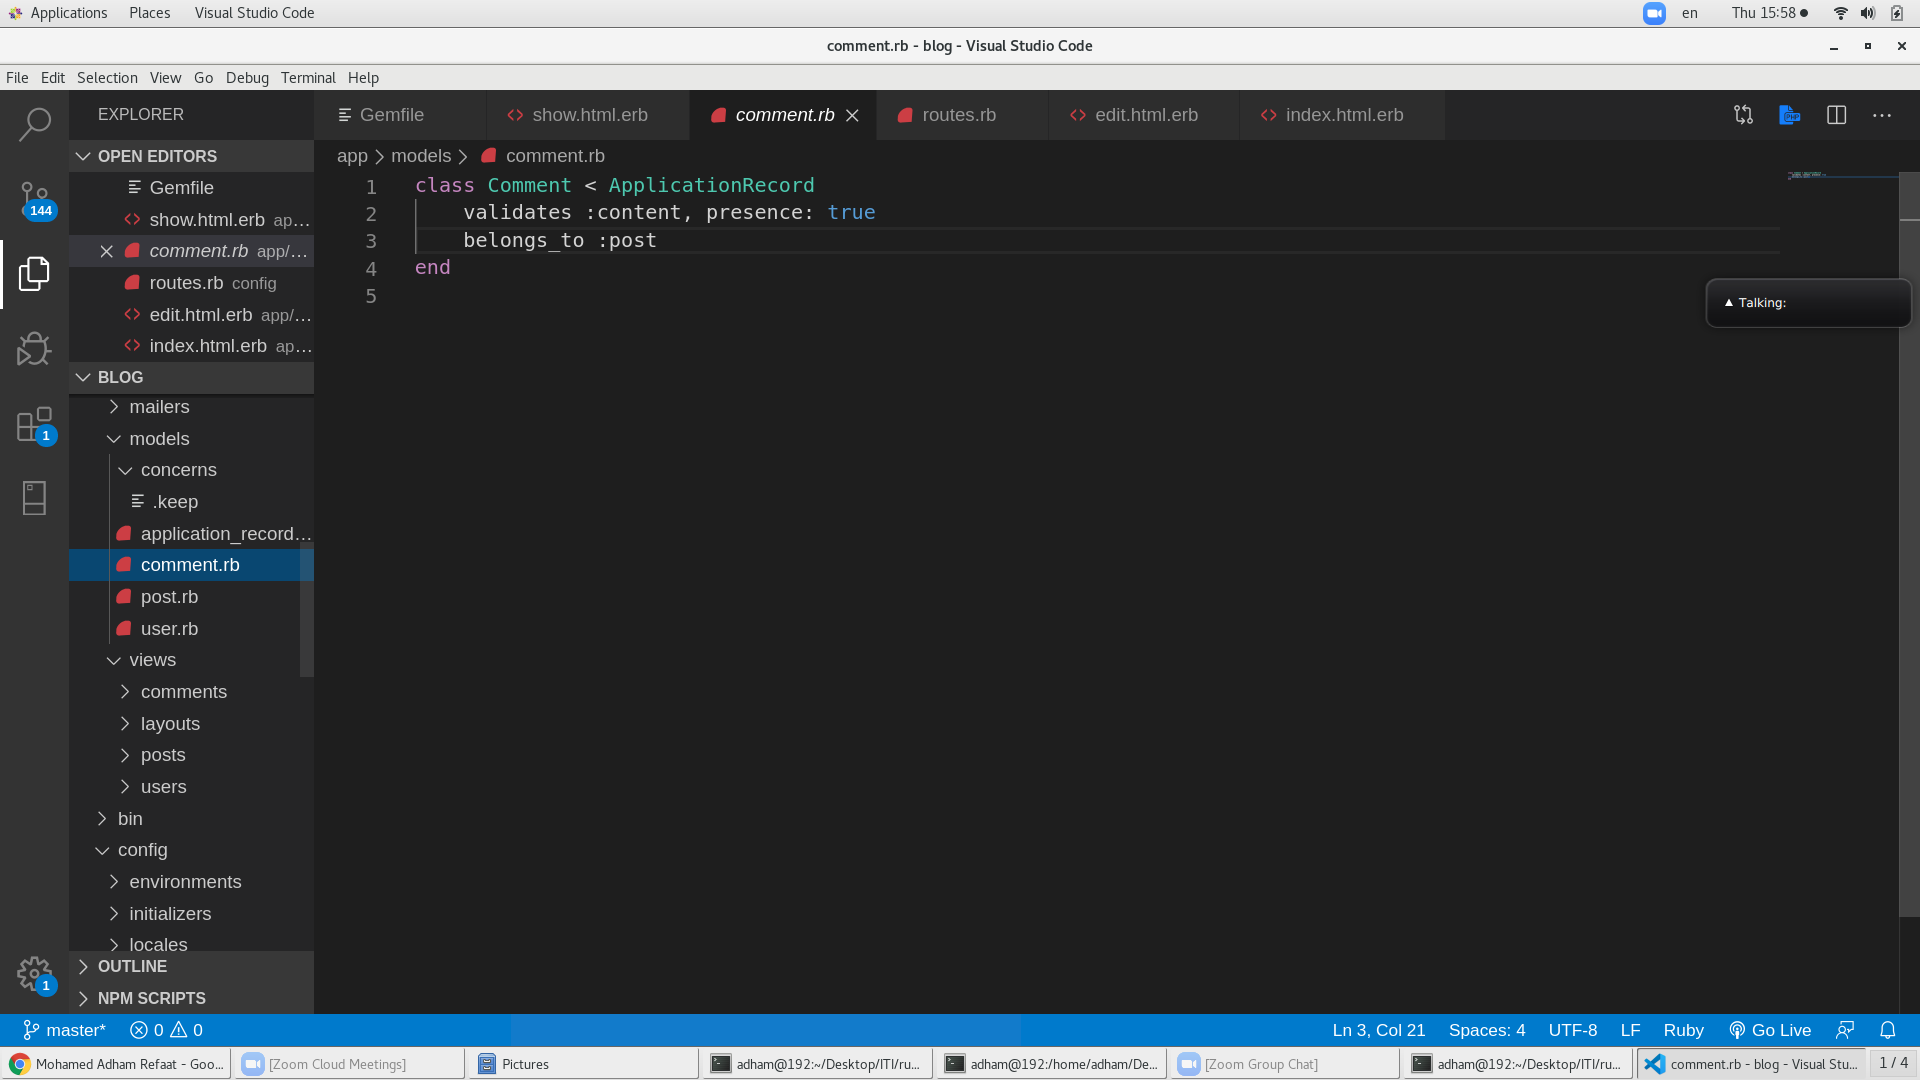 Applications Places Visual Studio Code en Thu 15:58
comment.rb - blog - Visual Studio Code
File Edit Selection View Go Debug Terminal Help
EXPLORER
Gemfile show.html.erb comment.rb routes.rb edit.html.erb index.html.erb
OPEN EDITORS
Gemfile
show.html.erb ap...
comment.rb app/...
routes.rb config
edit.html.erb app/...
index.html.erb ap...
BLOG
mailers
models
concerns
.keep
application_record...
comment.rb
post.rb
user.rb
views
comments
layouts
posts
users
bin
config
environments
initializers
locales
OUTLINE
NPM SCRIPTS
144
1
1
app > models > comment.rb
1 class Comment < ApplicationRecord
2 validates :content, presence: true
3 belongs_to :post
4 end
5
Talking:
master* 0 0 Ln 3, Col 21 Spaces: 4 UTF-8 LF Ruby Go Live
Mohamed Adham Refaat - Goo... [Zoom Cloud Meetings] Pictures adham@192:~/Desktop/ITI/ru... adham@192:/home/adham/De... [Zoom Group Chat] adham@192:~/Desktop/ITI/ru... comment.rb - blog - Visual Stu... 1 / 4